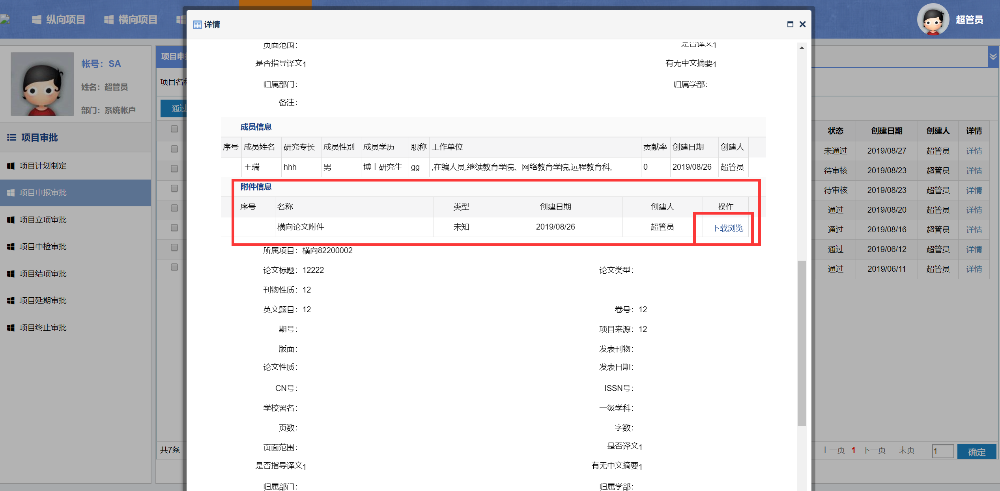 纵向项目
横向项目
超管员
详情
帐号：SA
姓名：超管员
部门：系统帐户
项目审批
项目计划制定
项目申报审批
项目立项审批
项目中检审批
项目结项审批
项目延期审批
项目终止审批
项目申
项目名
通过
共7条
页面范围： 是否译文1
是否指导译文1 有无中文摘要1
归属部门： 归属学部：
备注：
成员信息
序号 成员姓名 研究专长 成员性别 成员学历 职称 工作单位 贡献率 创建日期 创建人
王瑞 hhh 男 博士研究生 gg ,在编人员,继续教育学院、网络教育学院,远程教育科, 0 2019/08/26 超管员
附件信息
序号 名称 类型 创建日期 创建人 操作
横向论文附件 未知 2019/08/26 超管员 下载浏览
所属项目：横向82200002
论文标题：12222 论文类型：
刊物性质：12
英文题目：12 卷号：12
期号： 项目来源：12
版面： 发表刊物：
论文性质： 发表日期：
CN号： ISSN号：
学校署名： 一级学科：
页数： 字数：
页面范围： 是否译文1
是否指导译文1 有无中文摘要1
归属部门： 归属学部：
状态 创建日期 创建人 详情
未通过 2019/08/27 超管员 详情
待审核 2019/08/23 超管员 详情
待审核 2019/08/23 超管员 详情
通过 2019/08/20 超管员 详情
通过 2019/08/16 超管员 详情
通过 2019/06/12 超管员 详情
通过 2019/06/11 超管员 详情
上一页 1 下一页 末页 1 确定